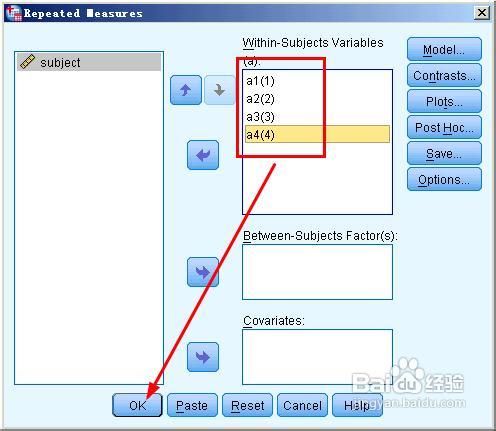 Repeated Measures
subject
Within-Subjects Variables
(a):
a1(1)
a2(2)
a3(3)
a4(4)
Model...
Contrasts...
Plots...
Post Hoc...
Save...
Options...
Between-Subjects Factor(s):
Covariates:
OK
Paste
Reset
Cancel
Help
Baidu经验
jingyan.baidu.com